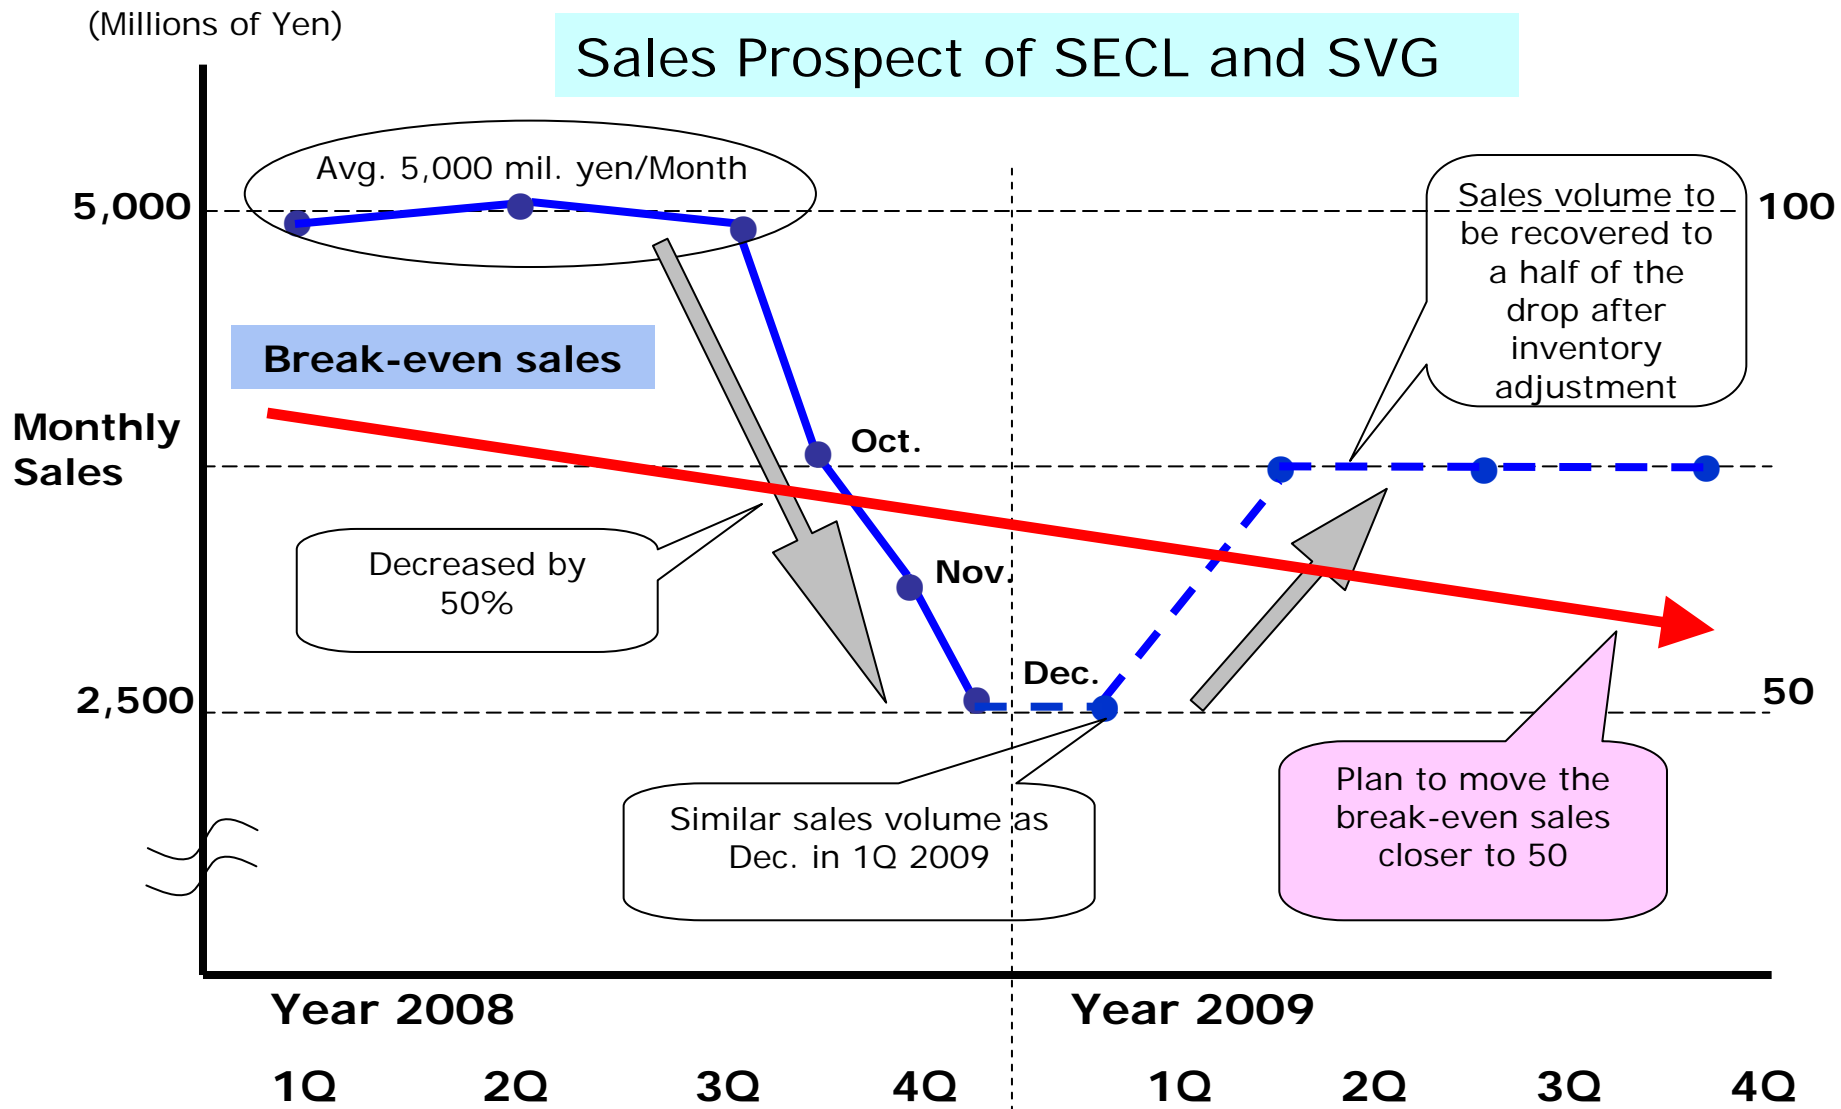 (Millions of Yen)
Sales Prospect of SECL and SVG
Avg. 5,000 mil. yen/Month
5,000
100
Sales volume to
be recovered to
a half of the
drop after
inventory
adjustment
Break-even sales
Monthly
Sales
Oct.
Decreased by
50%
Nov.
Dec.
2,500
50
Similar sales volume as
Dec. in 1Q 2009
Plan to move the
break-even sales
closer to 50
Year 2008
Year 2009
1Q 2Q 3Q 4Q 1Q 2Q 3Q 4Q